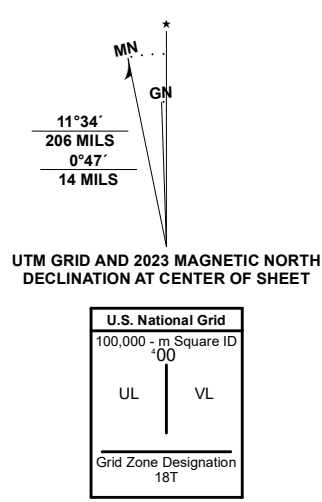 MN
GN
11°34´
206 MILS
0°47´
14 MILS
UTM GRID AND 2023 MAGNETIC NORTH
DECLINATION AT CENTER OF SHEET
U.S. National Grid
100,000 - m Square ID
⁴00
UL VL
Grid Zone Designation
18T